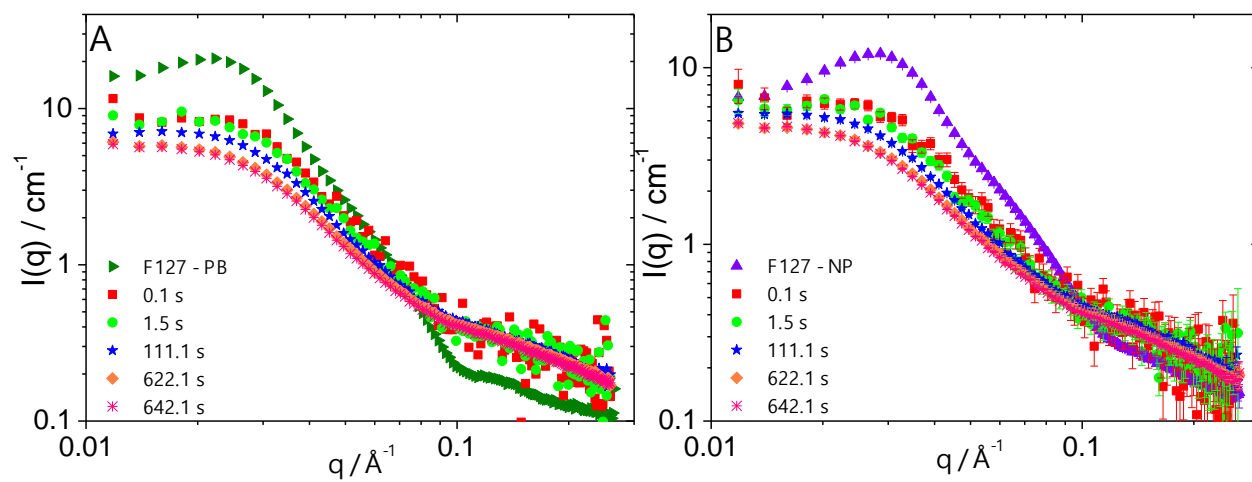 A
I(q) / cm⁻¹
10
1
0.1
F127 - PB
0.1 s
1.5 s
111.1 s
622.1 s
642.1 s
0.01
0.1
q / Å⁻¹
B
I(q) / cm⁻¹
10
1
0.1
F127 - NP
0.1 s
1.5 s
111.1 s
622.1 s
642.1 s
0.01
0.1
q / Å⁻¹